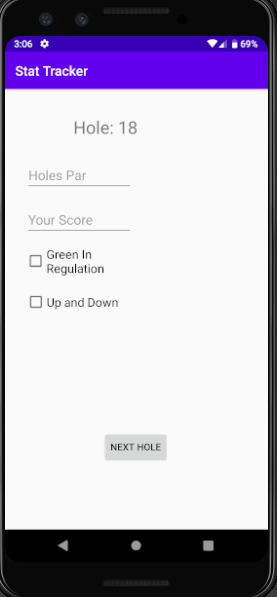 3:06 69%
Stat Tracker
Hole: 18
Holes Par
Your Score
Green In
Regulation
Up and Down
NEXT HOLE